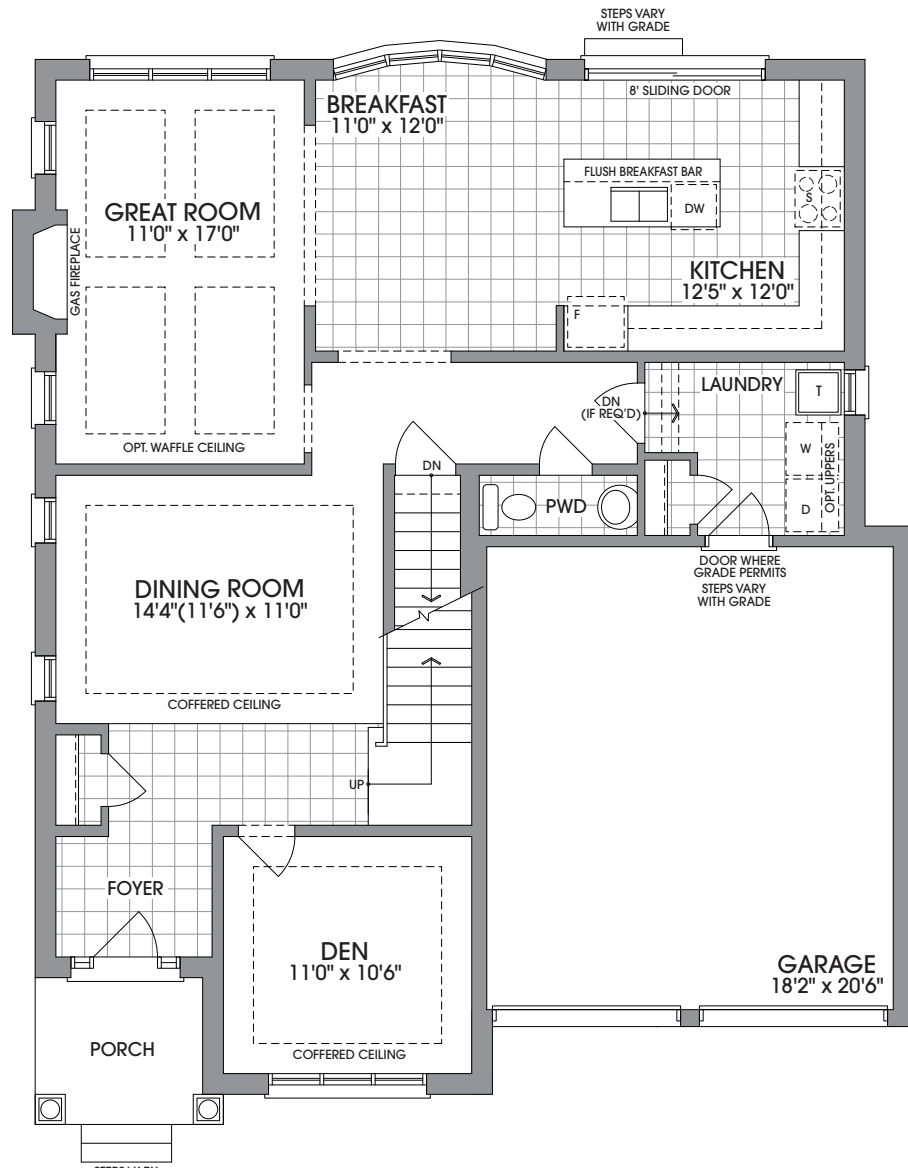 STEPS VARY
WITH GRADE
8' SLIDING DOOR
BREAKFAST
11'0" x 12'0"
FLUSH BREAKFAST BAR
DW
S
GREAT ROOM
11'0" x 17'0"
GAS FIREPLACE
KITCHEN
12'5" x 12'0"
F
LAUNDRY
T
DN
(IF REQ'D)
OPT. WAFFLE CEILING
W
OPT. UPPERS
DN
D
PWD
DOOR WHERE
GRADE PERMITS
STEPS VARY
WITH GRADE
DINING ROOM
14'4"(11'6") x 11'0"
COFFERED CEILING
UP
FOYER
DEN
11'0" x 10'6"
GARAGE
18'2" x 20'6"
PORCH
COFFERED CEILING
STEPS VARY